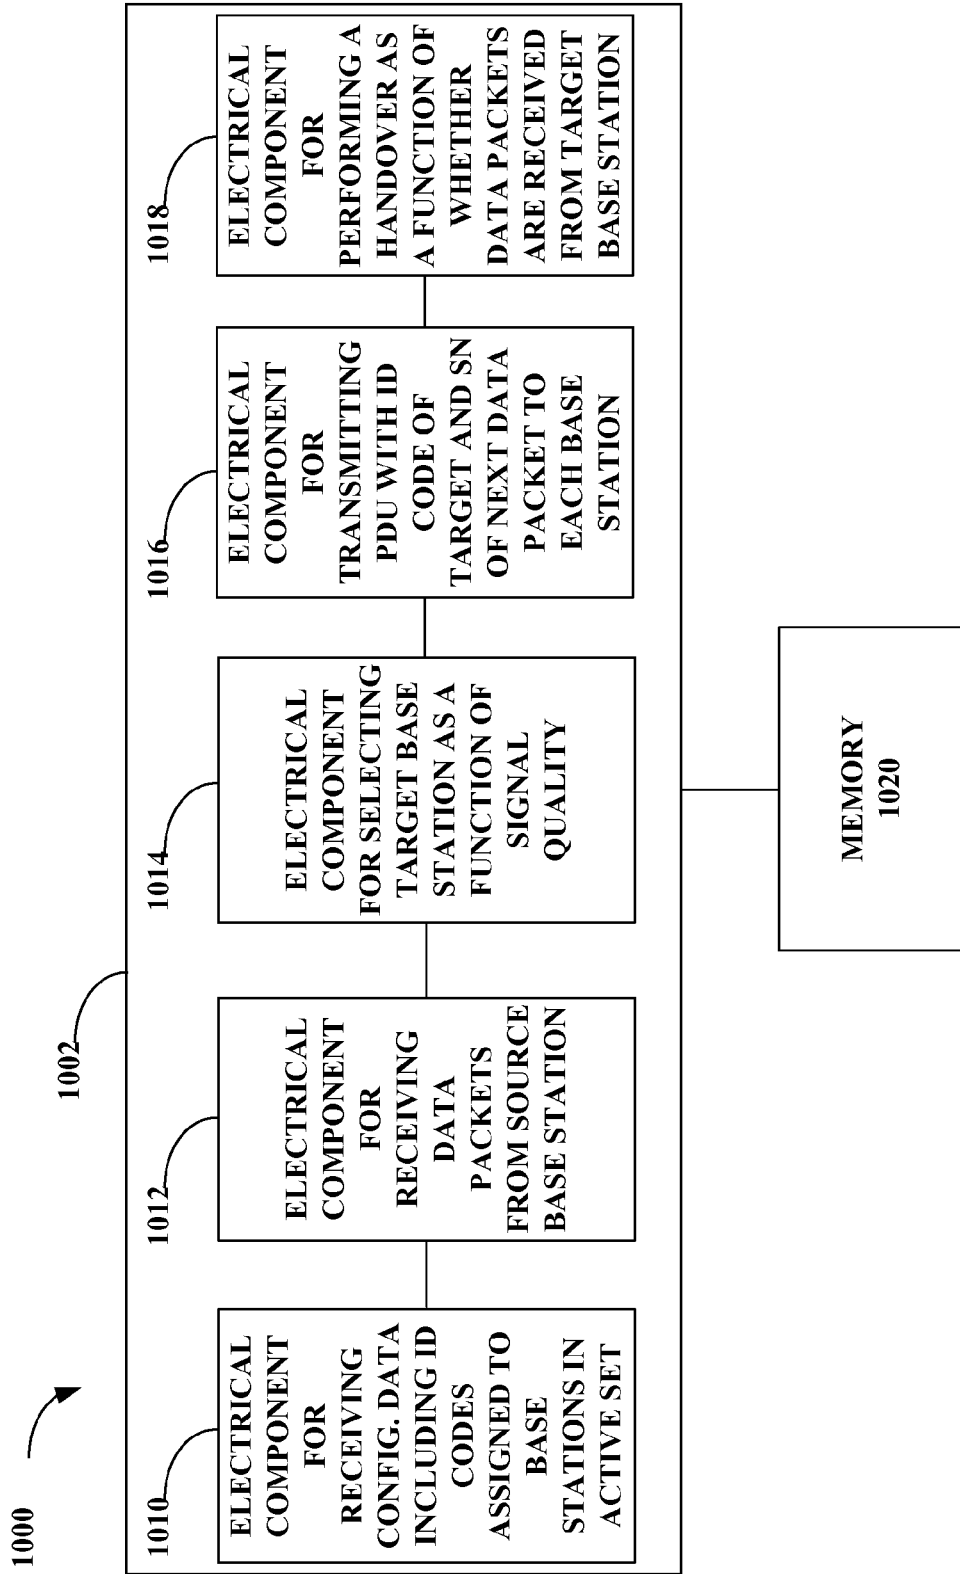 1000
1002
1010
ELECTRICAL
COMPONENT
FOR
RECEIVING
CONFIG. DATA
INCLUDING ID
CODES
ASSIGNED TO
BASE
STATIONS IN
ACTIVE SET
1012
ELECTRICAL
COMPONENT
FOR
RECEIVING
DATA
PACKETS
FROM SOURCE
BASE STATION
1014
ELECTRICAL
COMPONENT
FOR SELECTING
TARGET BASE
STATION AS A
FUNCTION OF
SIGNAL
QUALITY
1016
ELECTRICAL
COMPONENT
FOR
TRANSMITTING
PDU WITH ID
CODE OF
TARGET AND SN
OF NEXT DATA
PACKET TO
EACH BASE
STATION
1018
ELECTRICAL
COMPONENT
FOR
PERFORMING A
HANDOVER AS
A FUNCTION OF
WHETHER
DATA PACKETS
ARE RECEIVED
FROM TARGET
BASE STATION
MEMORY
1020